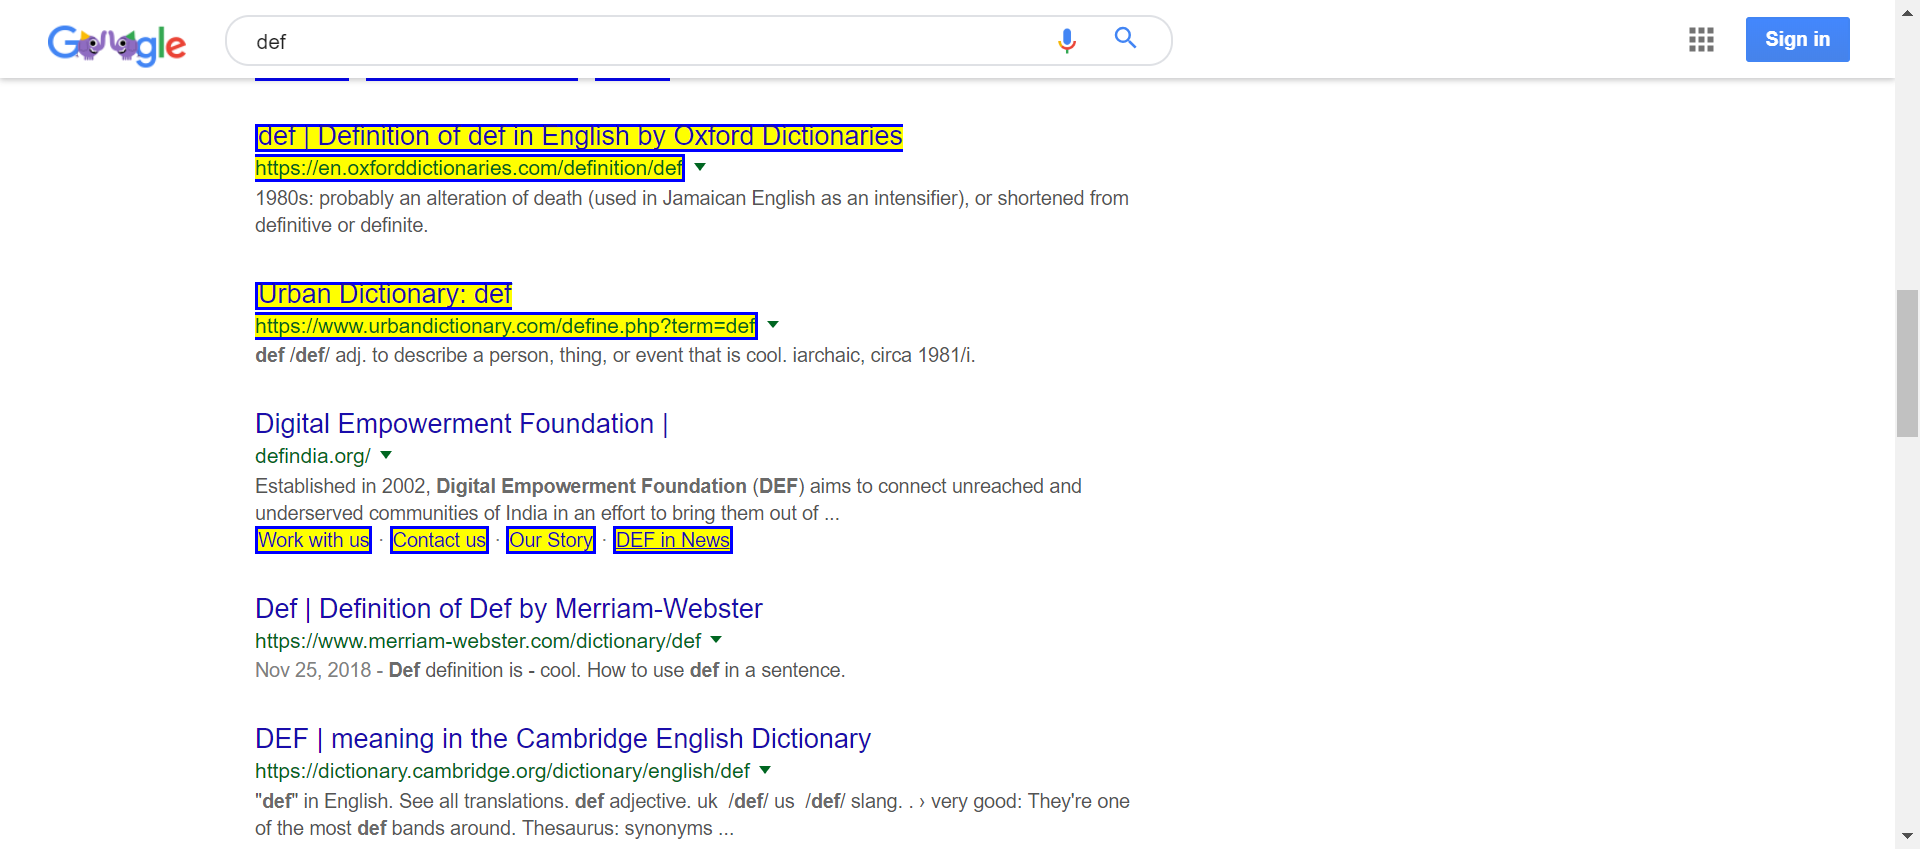 Google
def
Sign in
def | Definition of def in English by Oxford Dictionaries
https://en.oxforddictionaries.com/definition/def
1980s: probably an alteration of death (used in Jamaican English as an intensifier), or shortened from
definitive or definite.
Urban Dictionary: def
https://www.urbandictionary.com/define.php?term=def
def /def/ adj. to describe a person, thing, or event that is cool. iarchaic, circa 1981/i.
Digital Empowerment Foundation |
defindia.org/
Established in 2002, Digital Empowerment Foundation (DEF) aims to connect unreached and
underserved communities of India in an effort to bring them out of ...
Work with us · Contact us · Our Story · DEF in News
Def | Definition of Def by Merriam-Webster
https://www.merriam-webster.com/dictionary/def
Nov 25, 2018 - Def definition is - cool. How to use def in a sentence.
DEF | meaning in the Cambridge English Dictionary
https://dictionary.cambridge.org/dictionary/english/def
"def" in English. See all translations. def adjective. uk /def/ us /def/ slang. . › very good: They're one
of the most def bands around. Thesaurus: synonyms ...